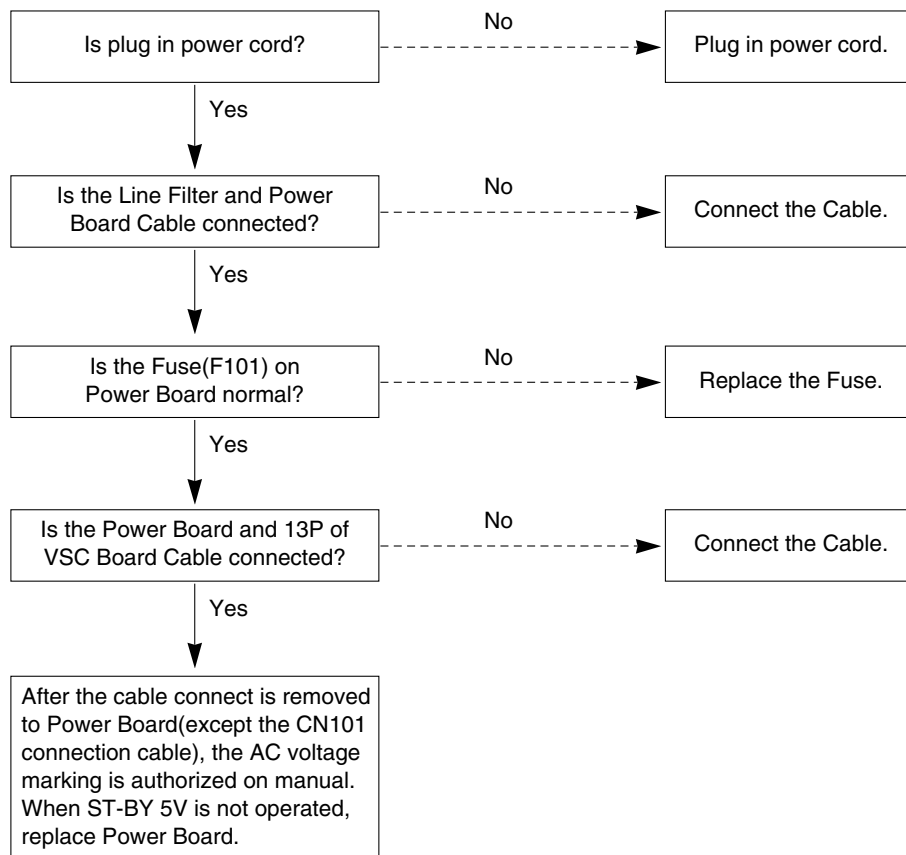 Is plug in power cord?
No
Plug in power cord.
Yes
Is the Line Filter and Power
Board Cable connected?
No
Connect the Cable.
Yes
Is the Fuse(F101) on
Power Board normal?
No
Replace the Fuse.
Yes
Is the Power Board and 13P of
VSC Board Cable connected?
No
Connect the Cable.
Yes
After the cable connect is removed
to Power Board(except the CN101
connection cable), the AC voltage
marking is authorized on manual.
When ST-BY 5V is not operated,
replace Power Board.